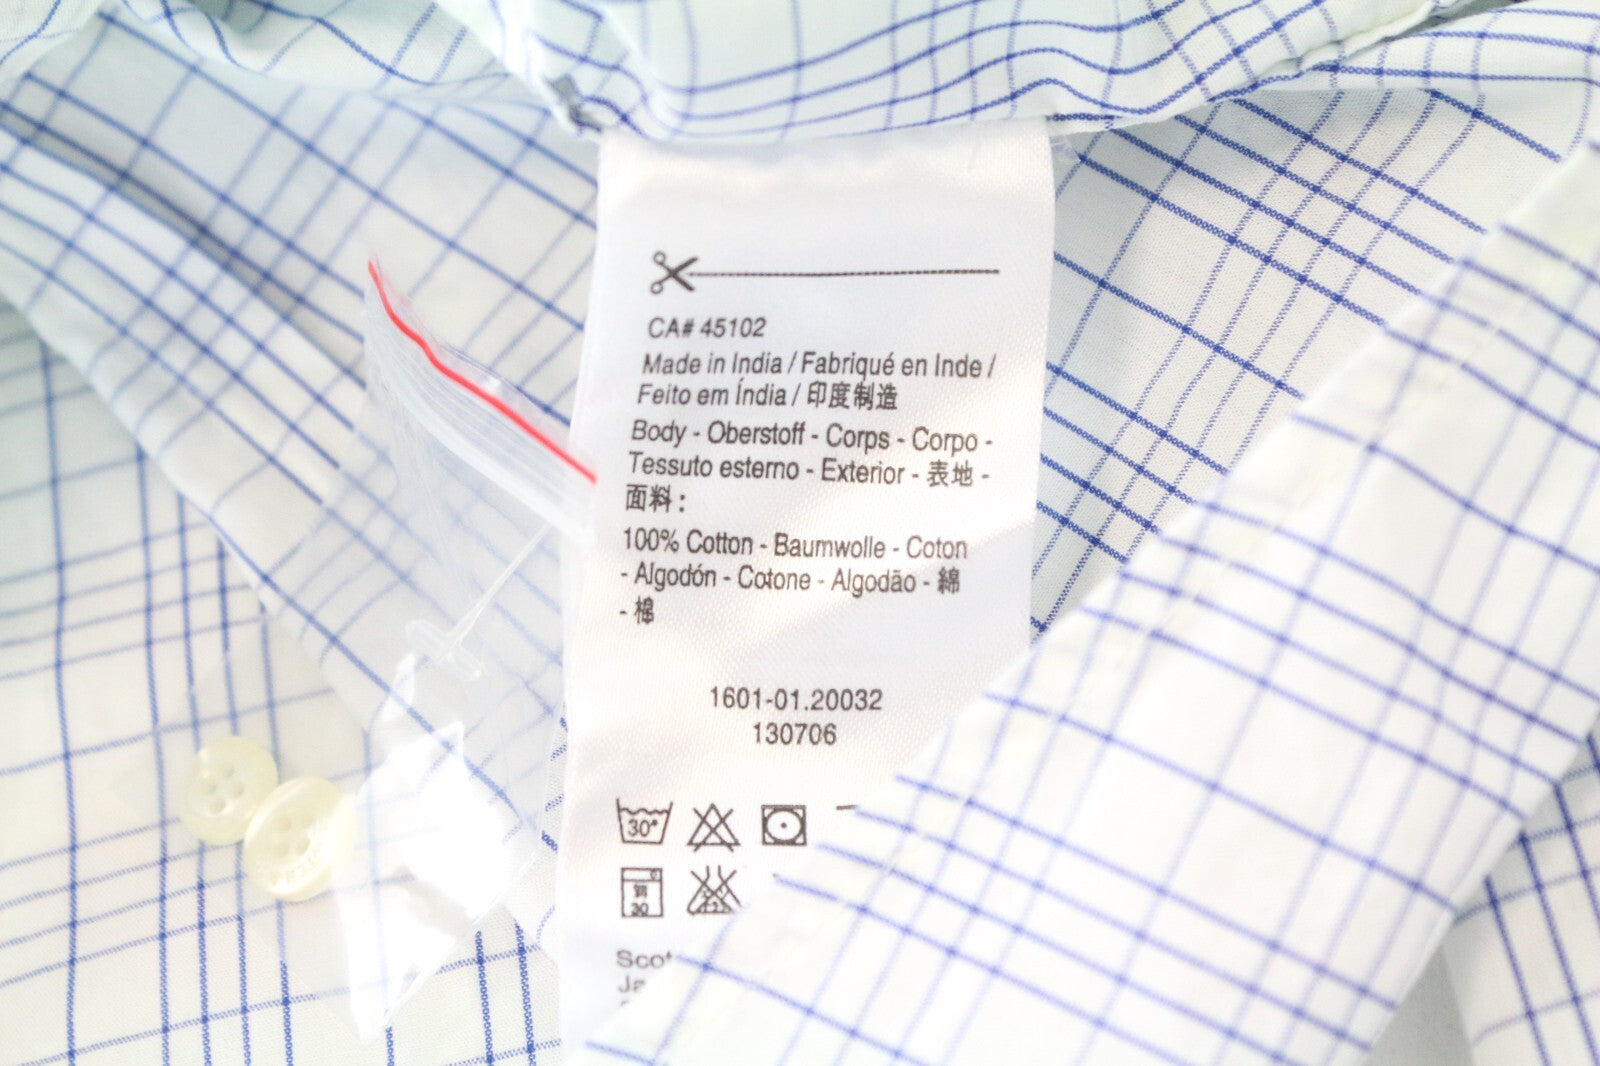 CA# 45102
Made in India / Fabriqué en Inde /
Feito em Índia / 印度制造
Body - Oberstoff - Corps - Corpo -
Tessuto esterno - Exterior - 表地 -
面料 :
100% Cotton - Baumwolle - Coton
- Algodón - Cotone - Algodão - 綿
- 棉
1601-01.20032
130706
30°
30